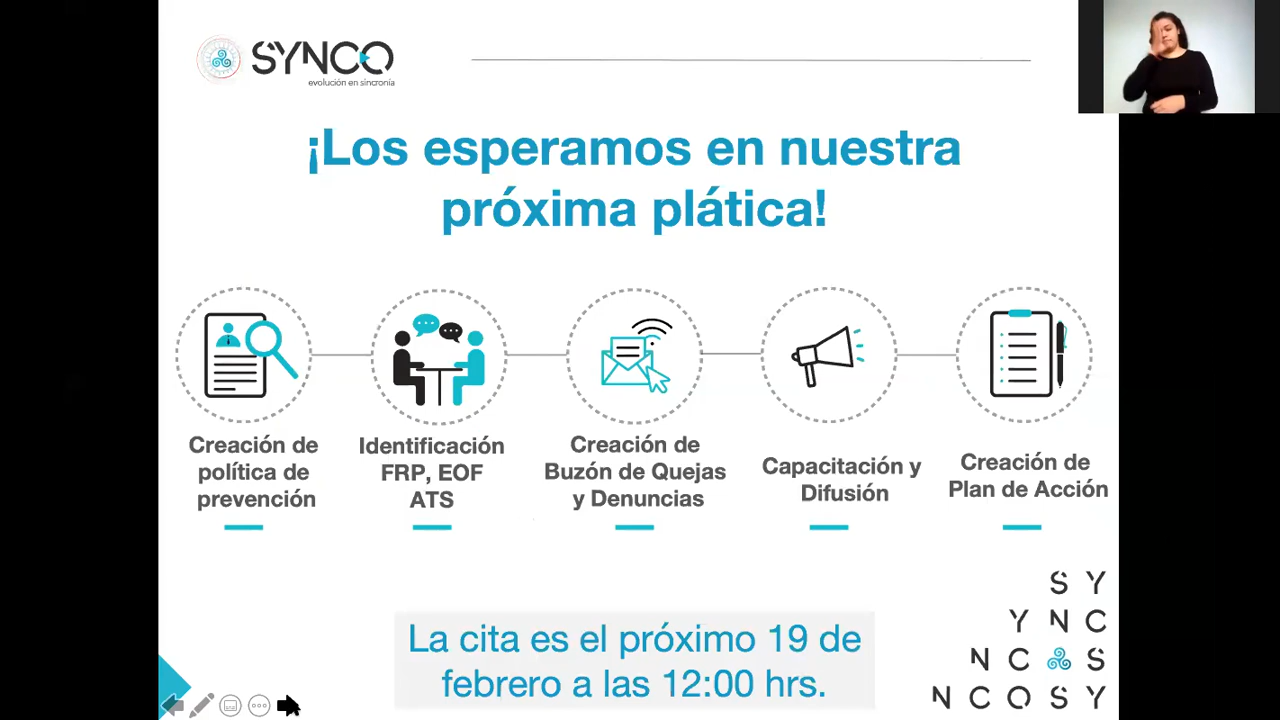 SYNCO
evolución en sincronía
¡Los esperamos en nuestra
próxima plática!
Creación de
política de
prevención
Identificación
FRP, EOF
ATS
Creación de
Buzón de Quejas
y Denuncias
Capacitación y
Difusión
Creación de
Plan de Acción
La cita es el próximo 19 de
febrero a las 12:00 hrs.
S Y
Y N C
N C S
N C O S Y